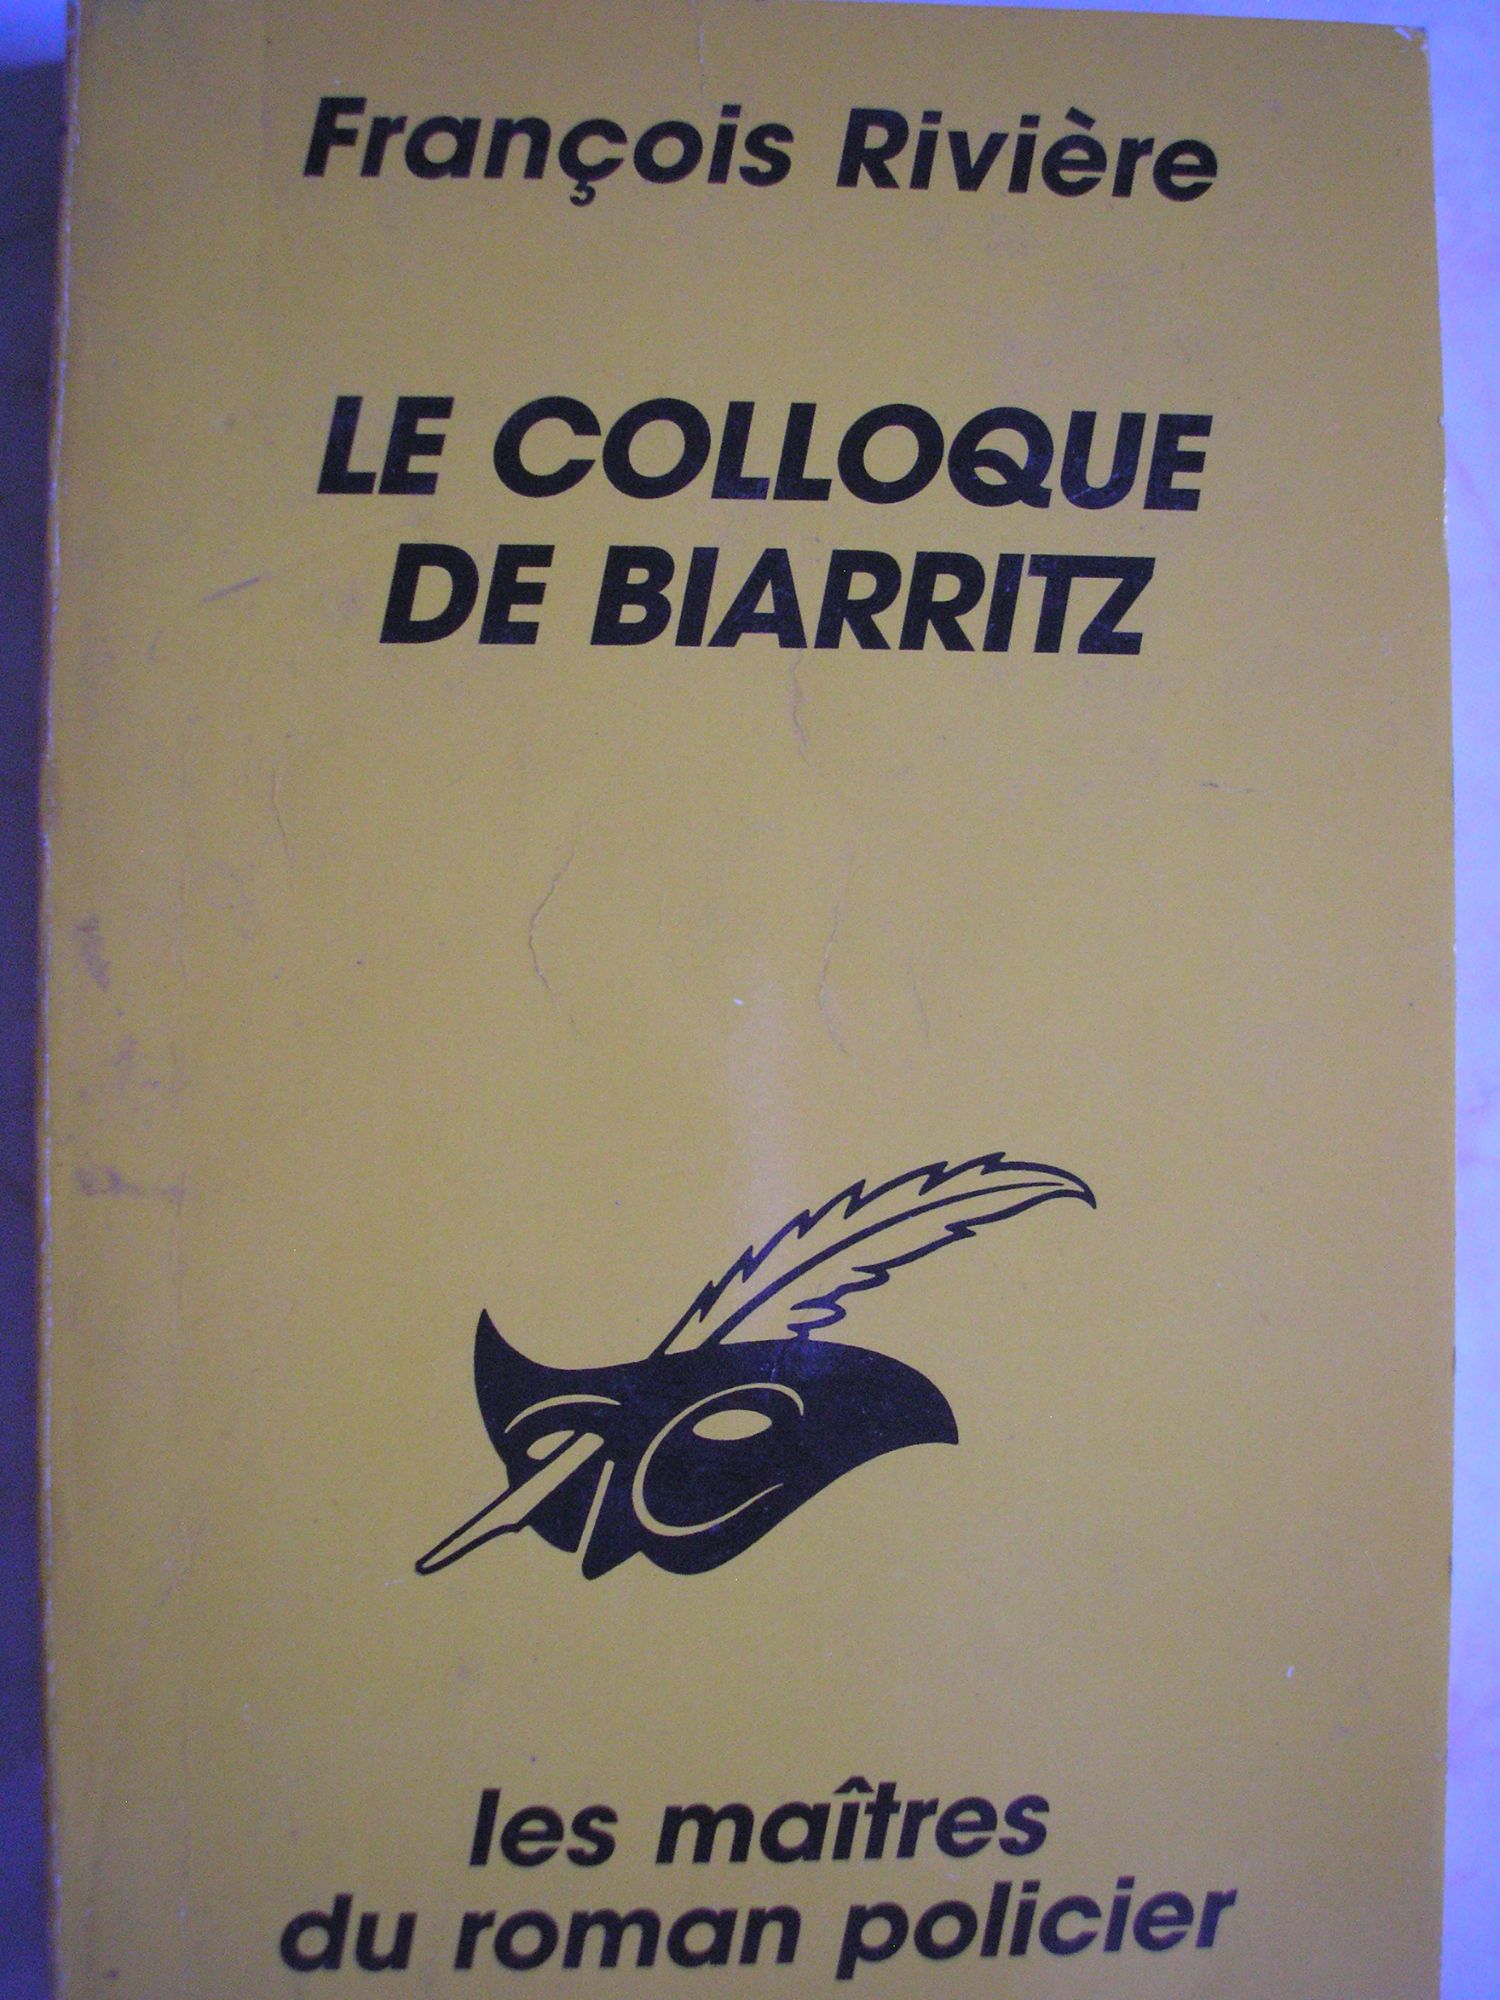 François Rivière
LE COLLOQUE
DE BIARRITZ
les maîtres
du roman policier